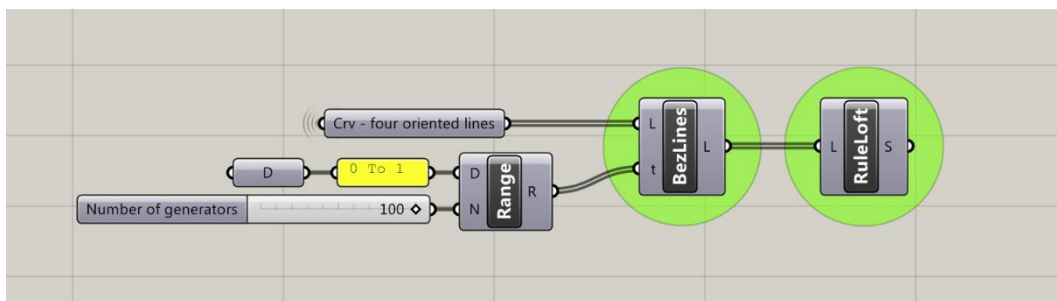 Crv - four oriented lines
L
t
BezLines
L
L
RuleLoft
S
D
0 To 1
D
N
Range
R
Number of generators
100